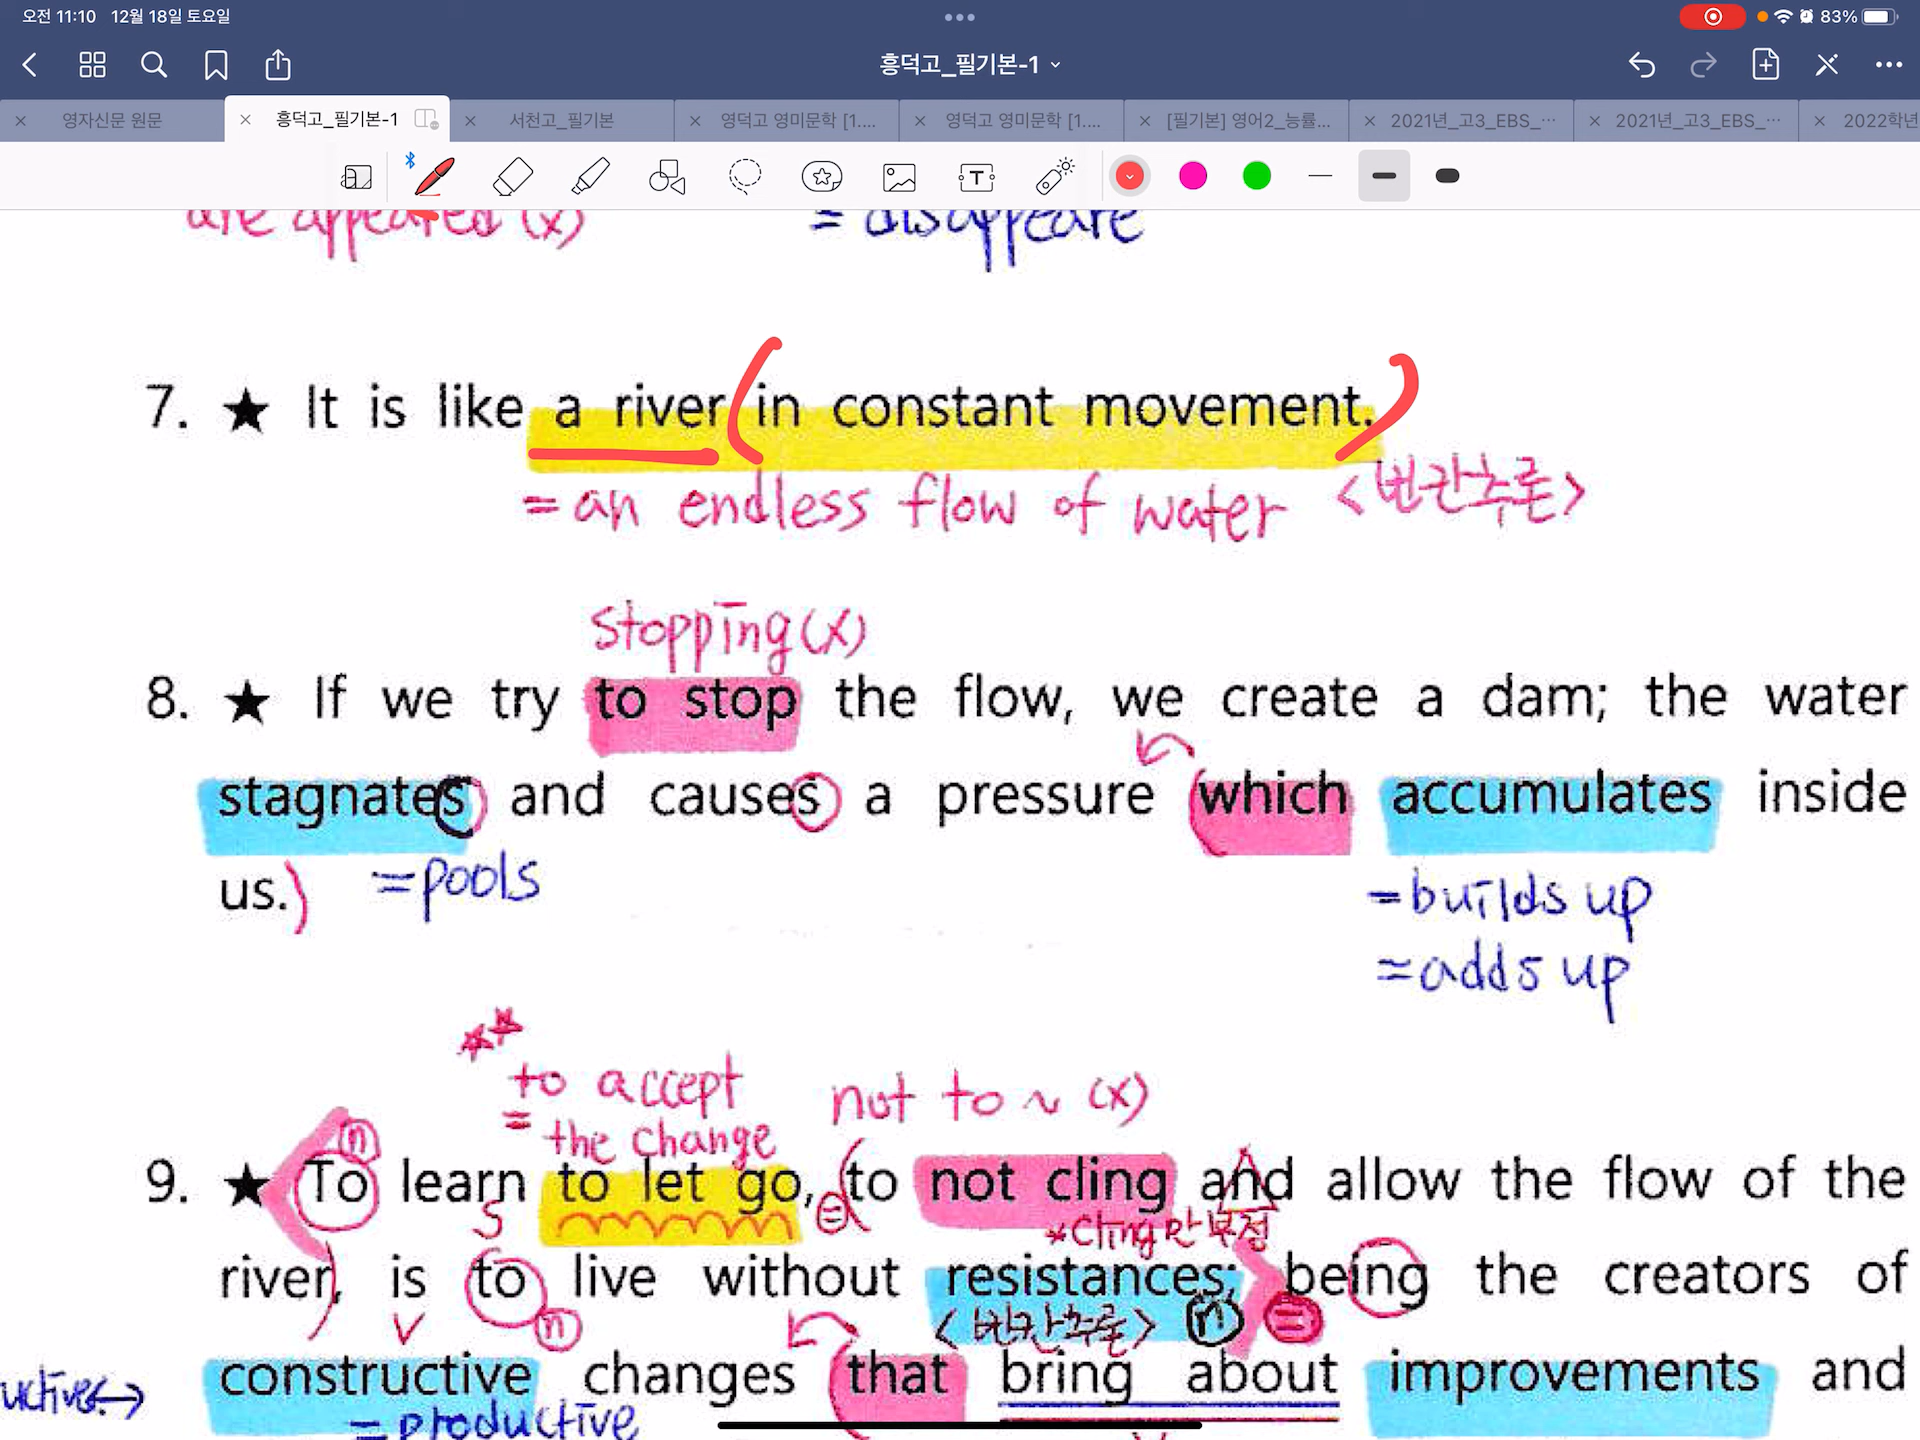 오전 11:10 12월 18일 토요일
83%
흥덕고_필기본-1
영자신문 원문
흥덕고_필기본-1
서천고_필기본
영덕고 영미문학 [1....
영덕고 영미문학 [1....
[필기본] 영어2_능률...
2021년_고3_EBS_...
2021년_고3_EBS_...
2022학년
are appeared (x)
= disappeare
7. ★ It is like a river (in constant movement.)
= an endless flow of water <빈칸추론>
stopping(x)
8. ★ If we try to stop the flow, we create a dam; the water
stagnates and causes a pressure (which accumulates inside
us.) =pools
=builds up
=adds up
to accept
= the change
not to ~ (x)
n
9. ★ To learn to let go, (to not cling and allow the flow of the
S
*cling만 부정
river), is to live without resistances; being the creators of
V
n
<빈칸추론> n =
constructive changes (that bring about improvements and
uctive↔
= productive